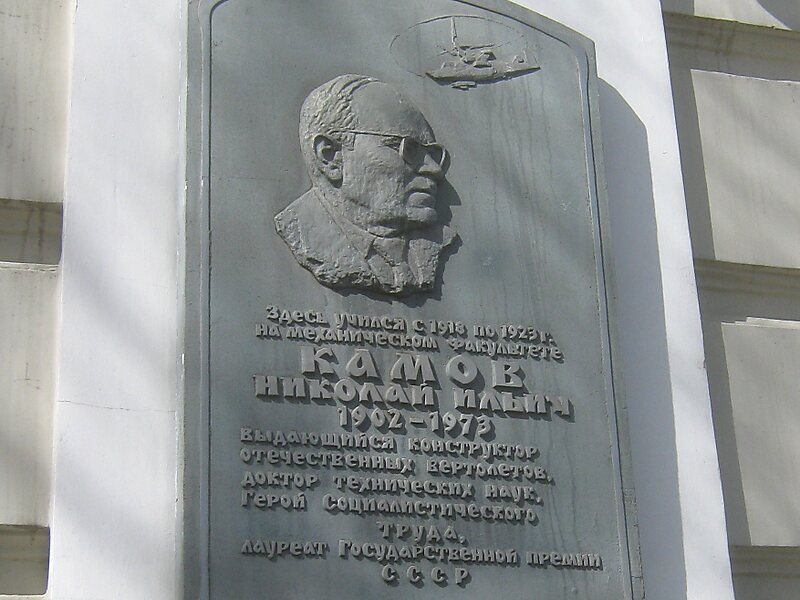 Здесь учился с 1918 по 1923 г.
на механическом факультете
КАМОВ
НИКОЛАЙ ИЛЬИЧ
1902–1973
выдающийся конструктор
отечественных вертолетов,
доктор технических наук,
Герой Социалистического
Труда,
лауреат Государственной премии
СССР